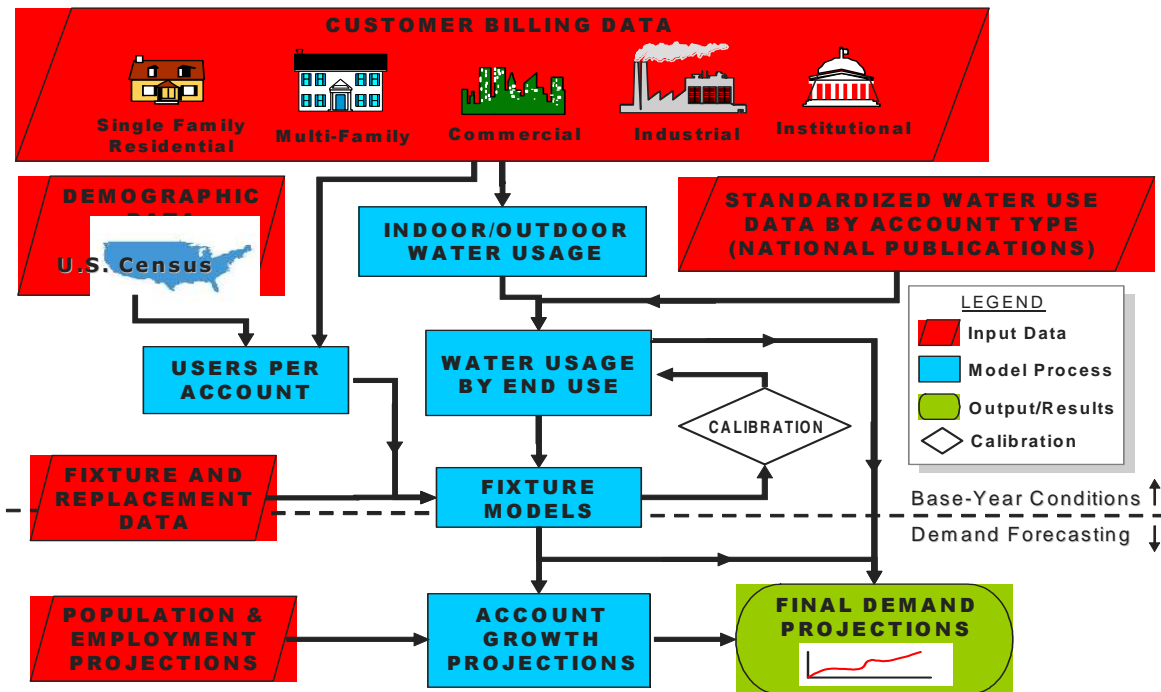 CUSTOMER BILLING DATA
Single Family
Residential
Multi-Family
Commercial
Industrial
Institutional
DEMOGRAPHIC
DATA
U.S. Census
INDOOR/OUTDOOR
WATER USAGE
STANDARDIZED WATER USE
DATA BY ACCOUNT TYPE
(NATIONAL PUBLICATIONS)
LEGEND
Input Data
Model Process
Output/Results
Calibration
USERS PER
ACCOUNT
WATER USAGE
BY END USE
CALIBRATION
FIXTURE AND
REPLACEMENT
DATA
FIXTURE
MODELS
Base-Year Conditions
Demand Forecasting
POPULATION &
EMPLOYMENT
PROJECTIONS
ACCOUNT
GROWTH
PROJECTIONS
FINAL DEMAND
PROJECTIONS